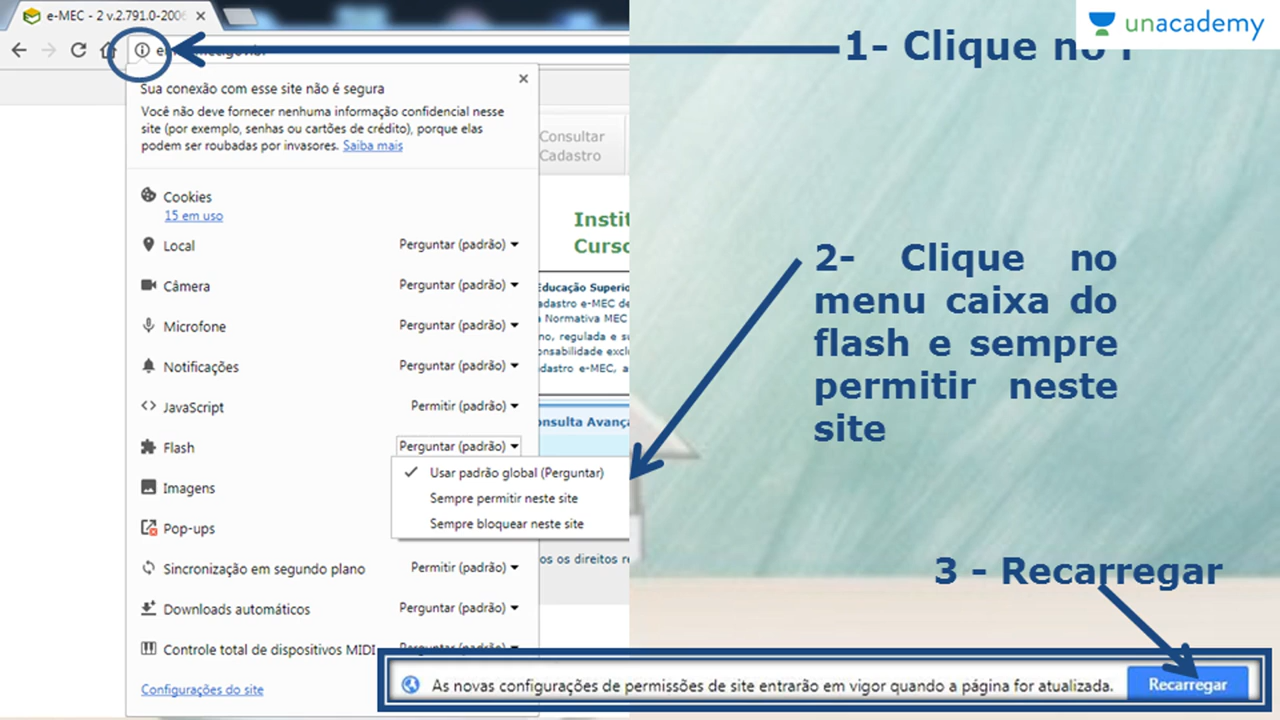 e-MEC - 2 v.2.791.0-2006
unacademy
1- Clique no i
Sua conexão com esse site não é segura
Você não deve fornecer nenhuma informação confidencial nesse
site (por exemplo, senhas ou cartões de crédito), porque elas
podem ser roubadas por invasores. Saiba mais
Consultar
Cadastro
Cookies
15 em uso
Local Perguntar (padrão)
Câmera Perguntar (padrão)
Microfone Perguntar (padrão)
Notificações Perguntar (padrão)
JavaScript Permitir (padrão)
Flash Perguntar (padrão)
Usar padrão global (Perguntar)
Sempre permitir neste site
Sempre bloquear neste site
Imagens
Pop-ups
Sincronização em segundo plano Permitir (padrão)
Downloads automáticos Perguntar (padrão)
Controle total de dispositivos MIDI Perguntar (padrão)
Configurações do site
2- Clique no
menu caixa do
flash e sempre
permitir neste
site
3 - Recarregar
As novas configurações de permissões de site entrarão em vigor quando a página for atualizada. Recarregar